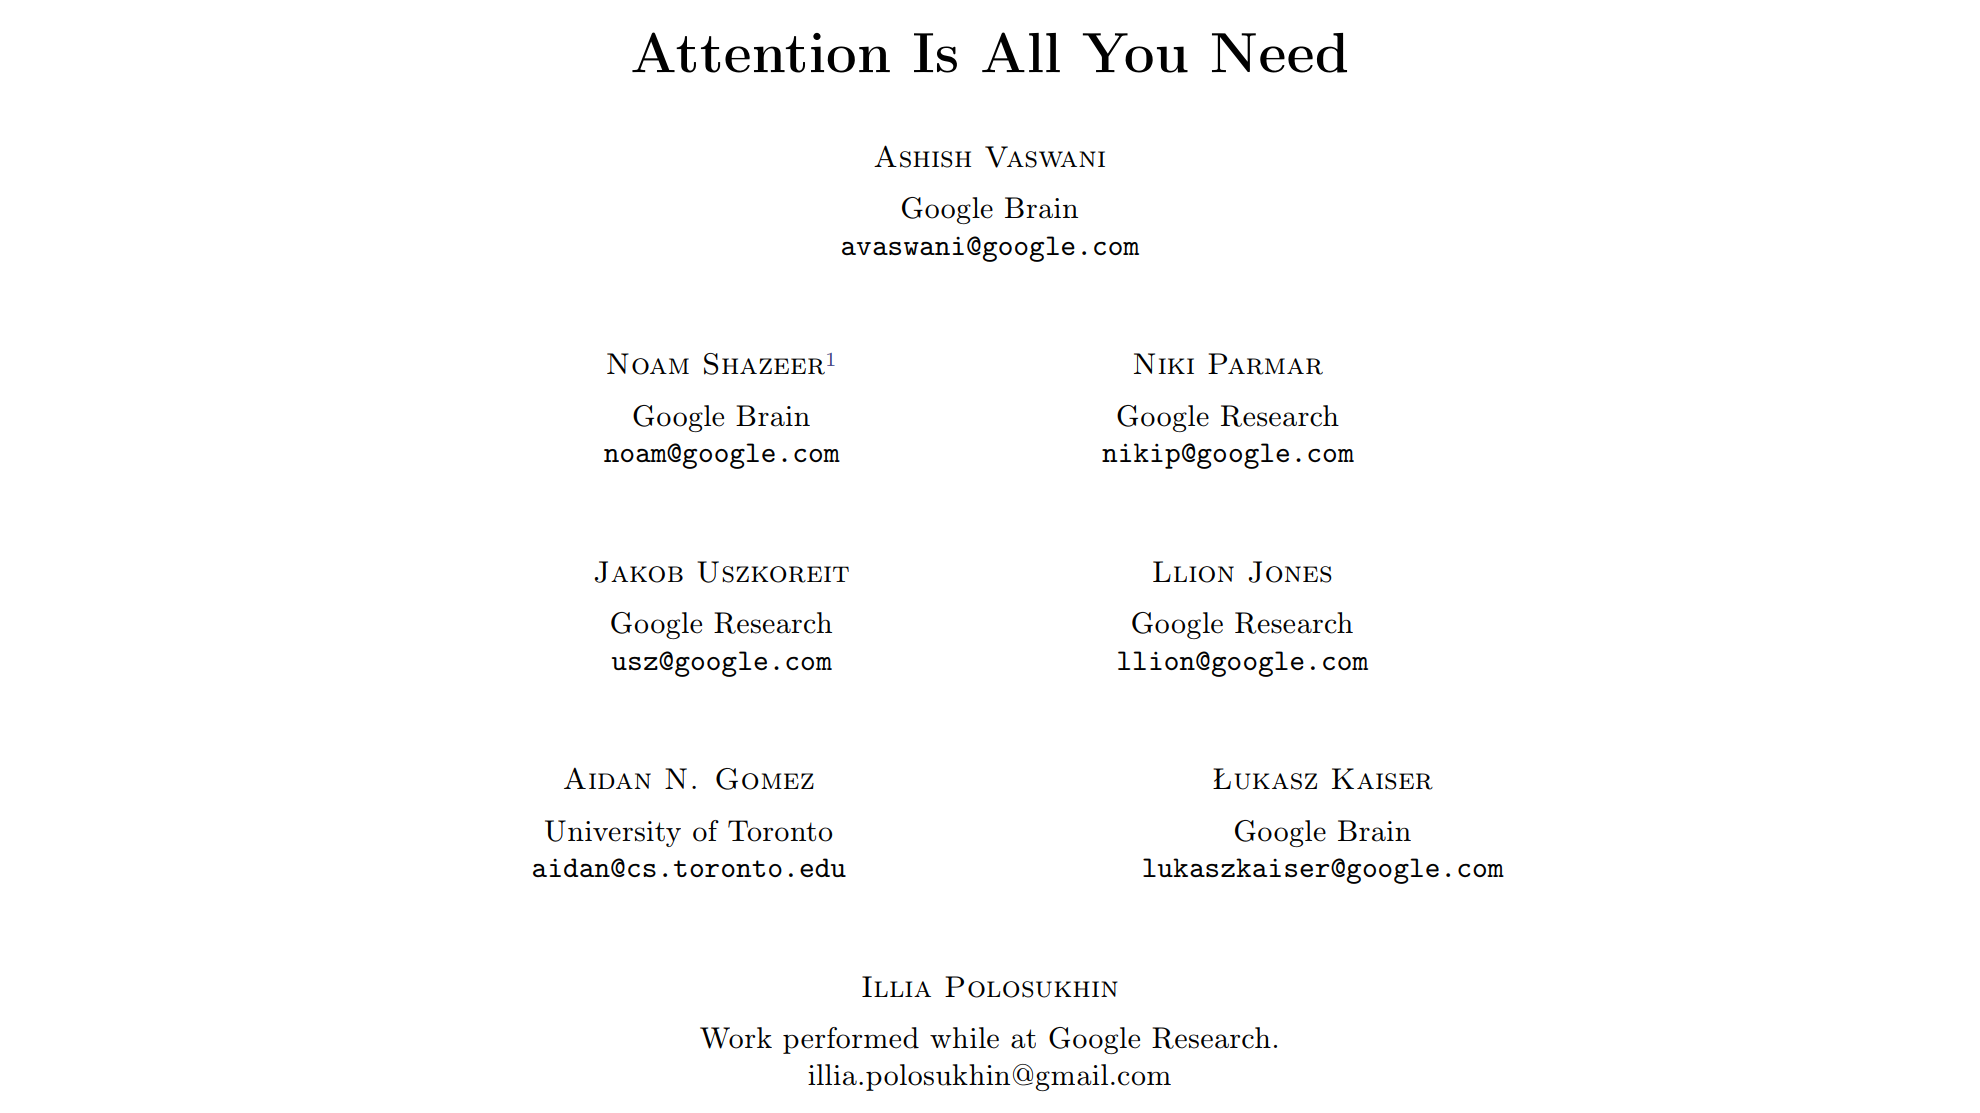 Attention Is All You Need
Ashish Vaswani
Google Brain
avaswani@google.com
Noam Shazeer¹
Google Brain
noam@google.com
Niki Parmar
Google Research
nikip@google.com
Jakob Uszkoreit
Google Research
usz@google.com
Llion Jones
Google Research
llion@google.com
Aidan N. Gomez
University of Toronto
aidan@cs.toronto.edu
Łukasz Kaiser
Google Brain
lukaszkaiser@google.com
Illia Polosukhin
Work performed while at Google Research.
illia.polosukhin@gmail.com